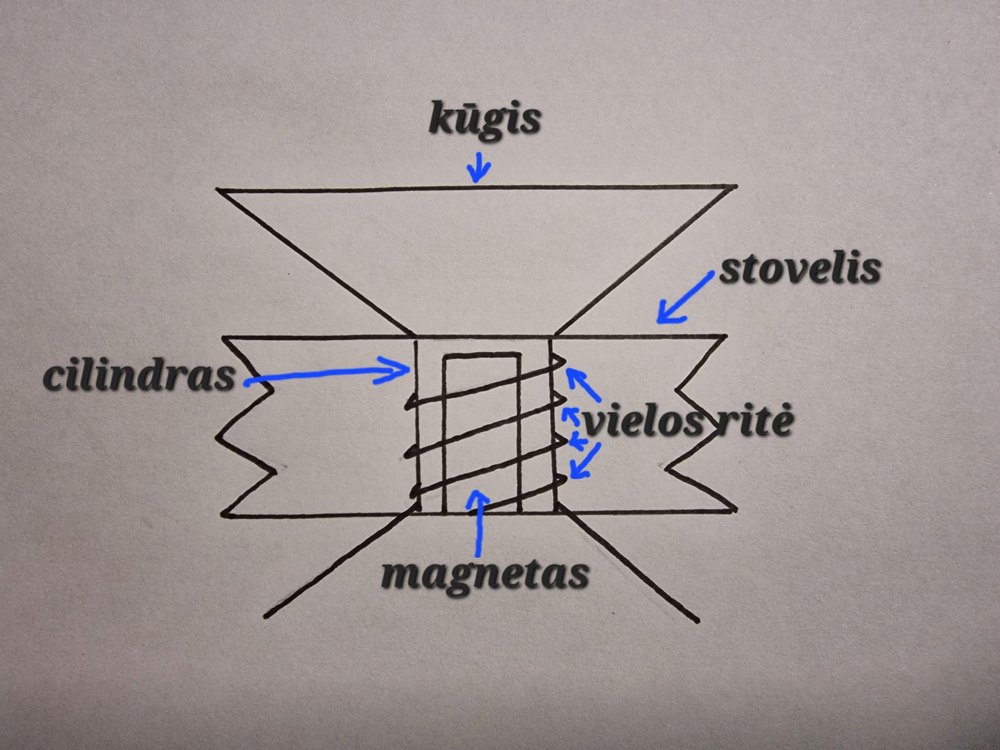 kūgis
stovelis
cilindras
vielos ritė
magnetas